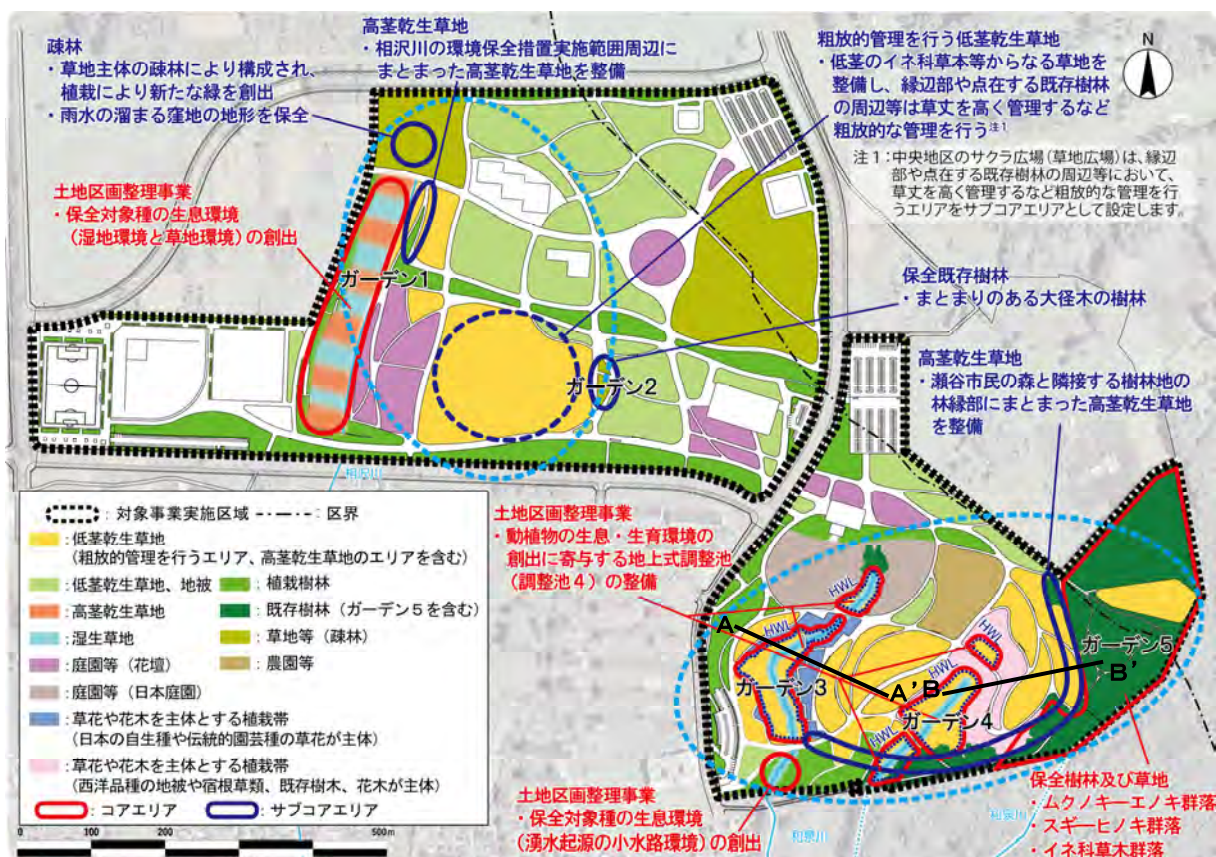 疎林
・草地主体の疎林により構成され、
植栽により新たな緑を創出
・雨水の溜まる窪地の地形を保全
高茎乾生草地
・相沢川の環境保全措置実施範囲周辺に
まとまった高茎乾生草地を整備
粗放的管理を行う低茎乾生草地
・低茎のイネ科草本等からなる草地を
整備し、縁辺部や点在する既存樹林
の周辺等は草丈を高く管理するなど
粗放的な管理を行う注1
注1:中央地区のサクラ広場(草地広場)は、縁辺
部や点在する既存樹林の周辺等において、
草丈を高く管理するなど粗放的な管理を行
うエリアをサブコアエリアとして設定します。
N
土地区画整理事業
・保全対象種の生息環境
(湿地環境と草地環境)の創出
ガーデン1
保全既存樹林
・まとまりのある大径木の樹林
ガーデン2
高茎乾生草地
・瀬谷市民の森と隣接する樹林地の
林縁部にまとまった高茎乾生草地
を整備
相沢川
:対象事業実施区域
:区界
:低茎乾生草地
(粗放的管理を行うエリア、高茎乾生草地のエリアを含む)
:低茎乾生草地、地被
:植栽樹林
:高茎乾生草地
:既存樹林(ガーデン5を含む)
:湿生草地
:草地等(疎林)
:庭園等(花壇)
:農園等
:庭園等(日本庭園)
:草花や花木を主体とする植栽帯
(日本の自生種や伝統的園芸種の草花が主体)
:草花や花木を主体とする植栽帯
(西洋品種の地被や宿根草類、既存樹木、花木が主体)
:コアエリア
:サブコアエリア
0 100 200 500m
土地区画整理事業
・動植物の生息・生育環境の
創出に寄与する地上式調整池
(調整池4)の整備
HWL
HWL
HWL
HWL
HWL
A
A'
B
B'
ガーデン3
ガーデン4
ガーデン5
土地区画整理事業
・保全対象種の生息環境
(湧水起源の小水路環境)の創出
和泉川
和泉川
保全樹林及び草地
・ムクノキーエノキ群落
・スギーヒノキ群落
・イネ科草木群落